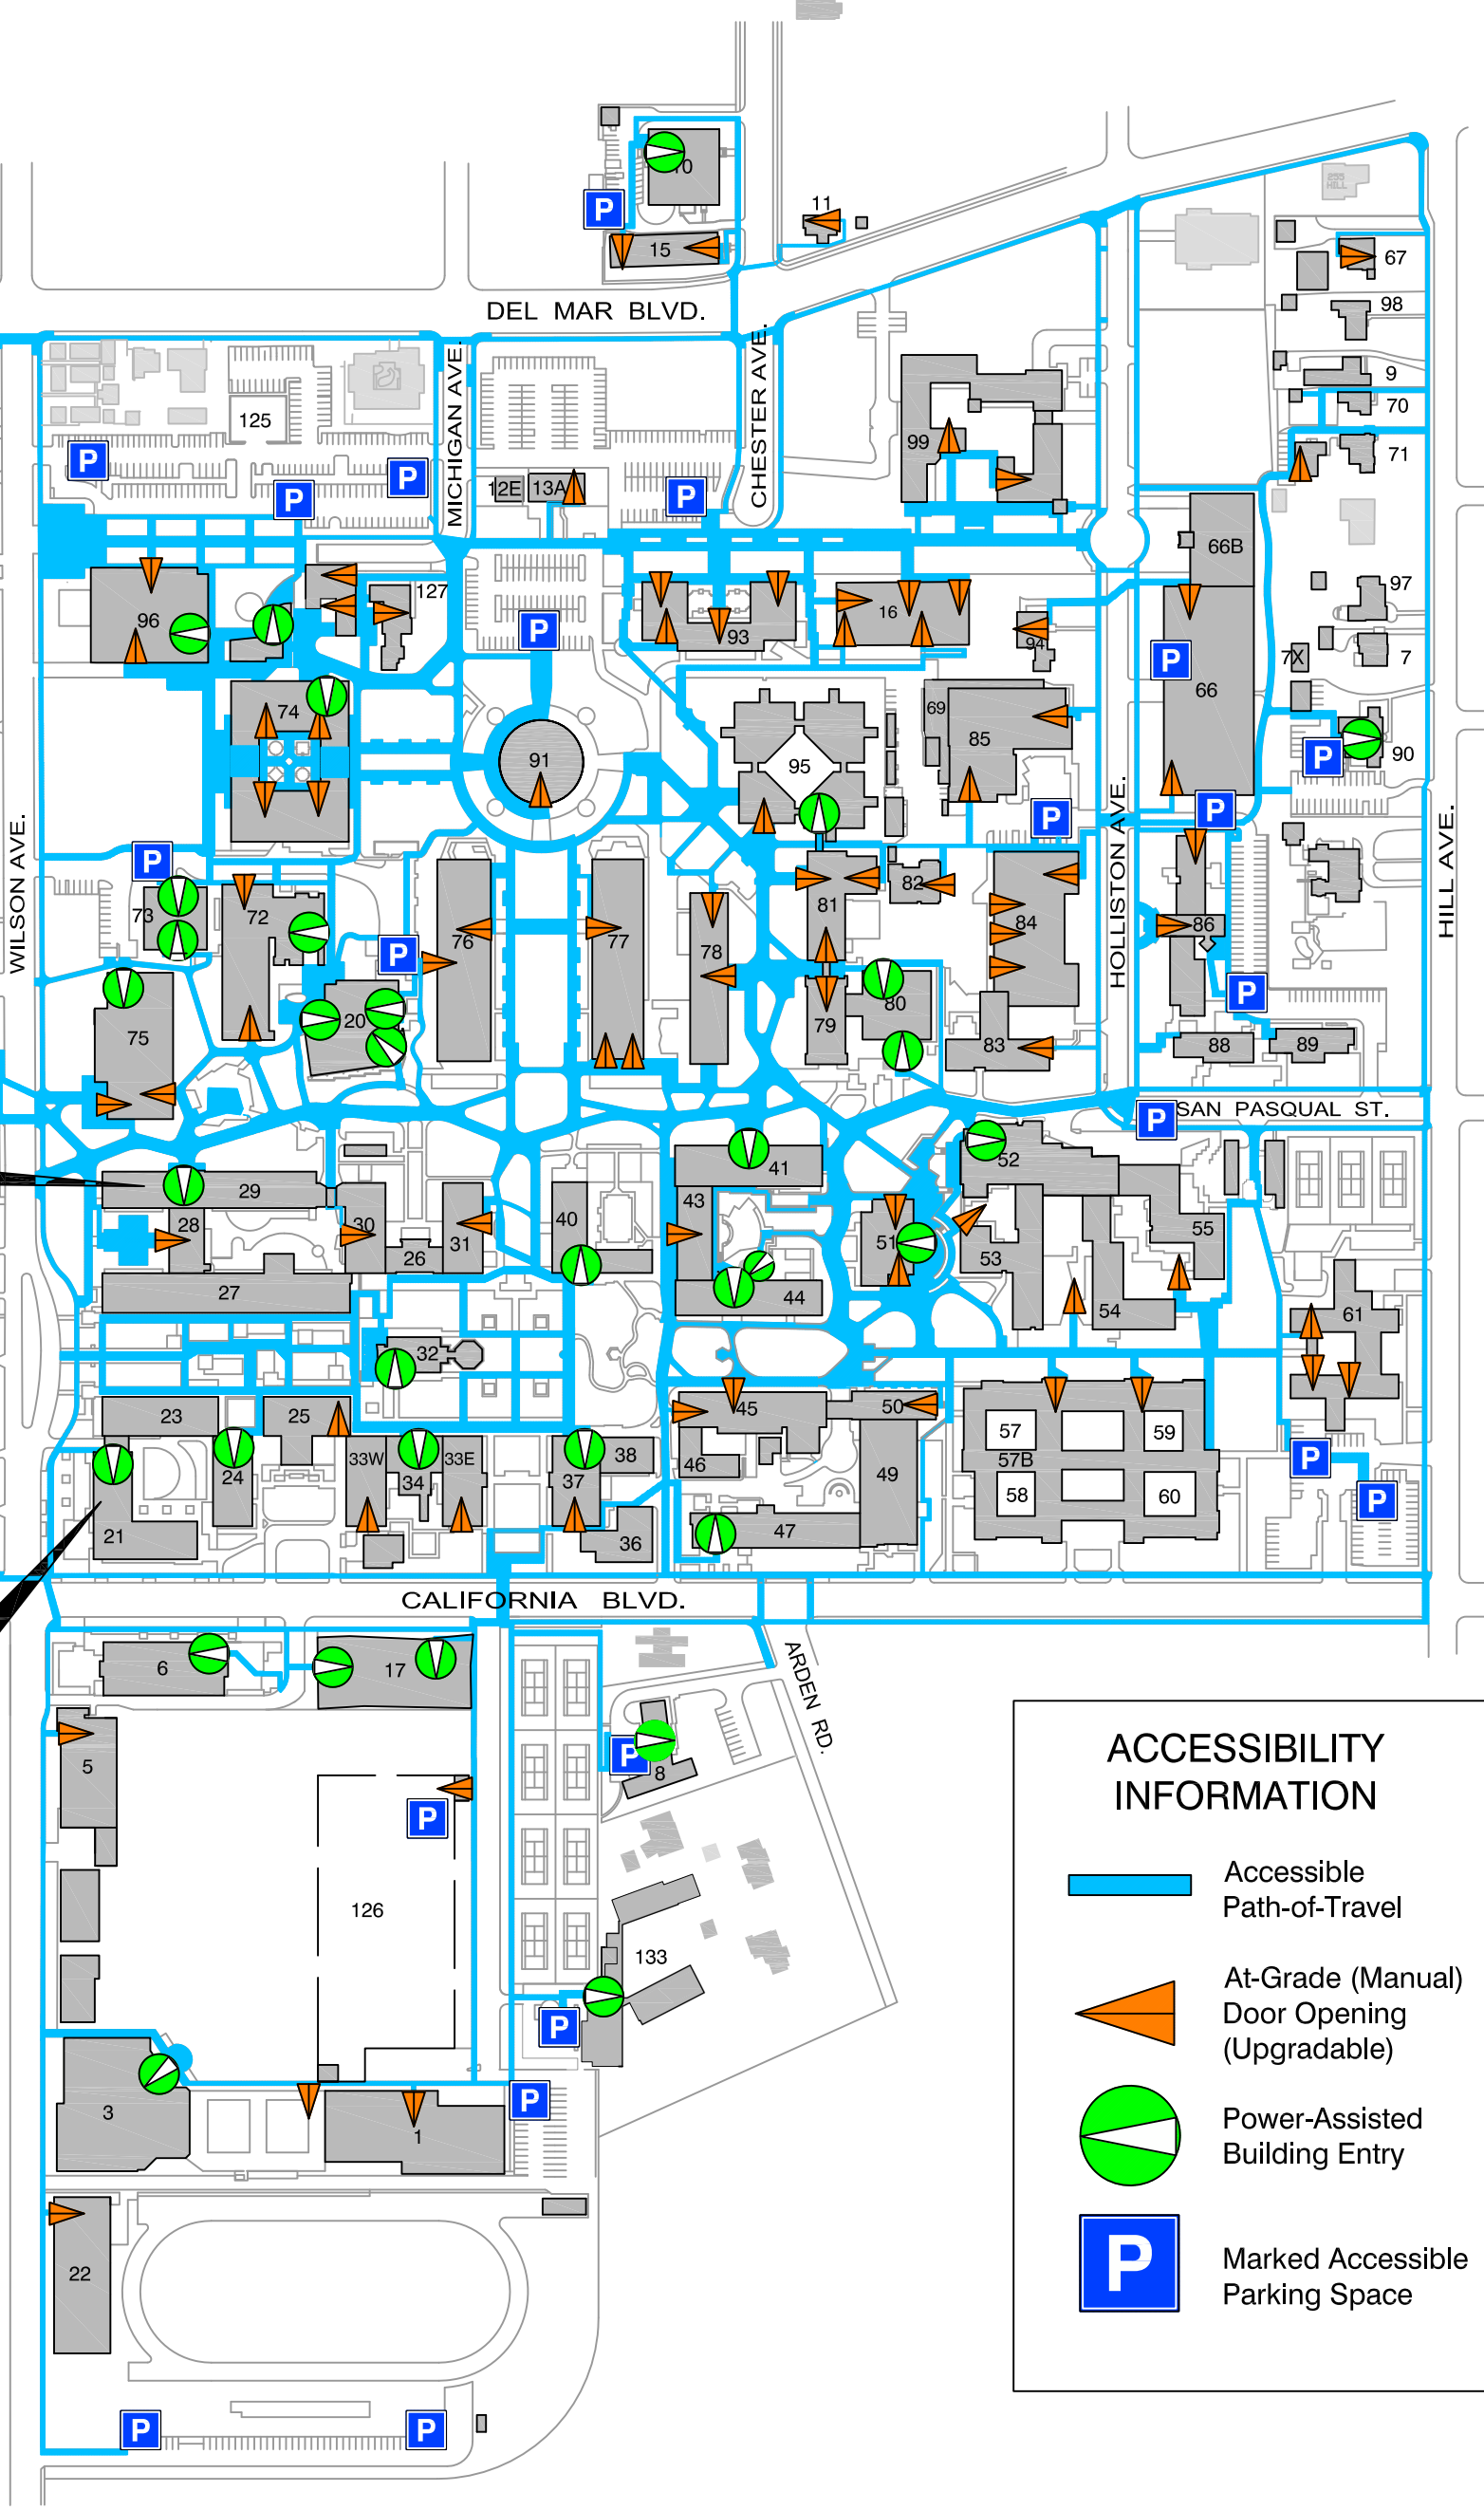 10
P
11
15
67
DEL MAR BLVD.
98
9
70
71
255
HILL
125
MICHIGAN AVE.
CHESTER AVE.
99
P
P
P
P
12E
13A
66B
96
127
P
93
16
94
97
7X
7
P
66
74
91
95
69
85
90
P
P
P
P
WILSON AVE.
HOLLISTON AVE.
HILL AVE.
73
72
76
77
78
81
82
84
86
P
P
75
20
79
80
83
88
89
P
SAN PASQUAL ST.
29
28
30
26
31
40
41
43
51
52
53
55
27
44
54
61
32
23
25
45
50
57
59
57B
58
60
24
33W
34
33E
37
38
46
49
P
P
21
36
47
CALIFORNIA BLVD.
6
17
ARDEN RD.
5
P
8
P
126
133
P
3
1
P
22
P
P
ACCESSIBILITY
INFORMATION
Accessible
Path-of-Travel
At-Grade (Manual)
Door Opening
(Upgradable)
Power-Assisted
Building Entry
P
Marked Accessible
Parking Space